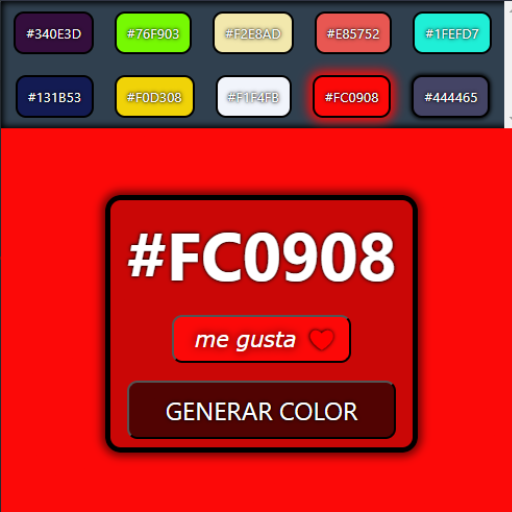 #340E3D #76F903 #F2E8AD #E85752 #1FEFD7
#131B53 #F0D308 #F1F4FB #FC0908 #444465
#FC0908
me gusta
GENERAR COLOR